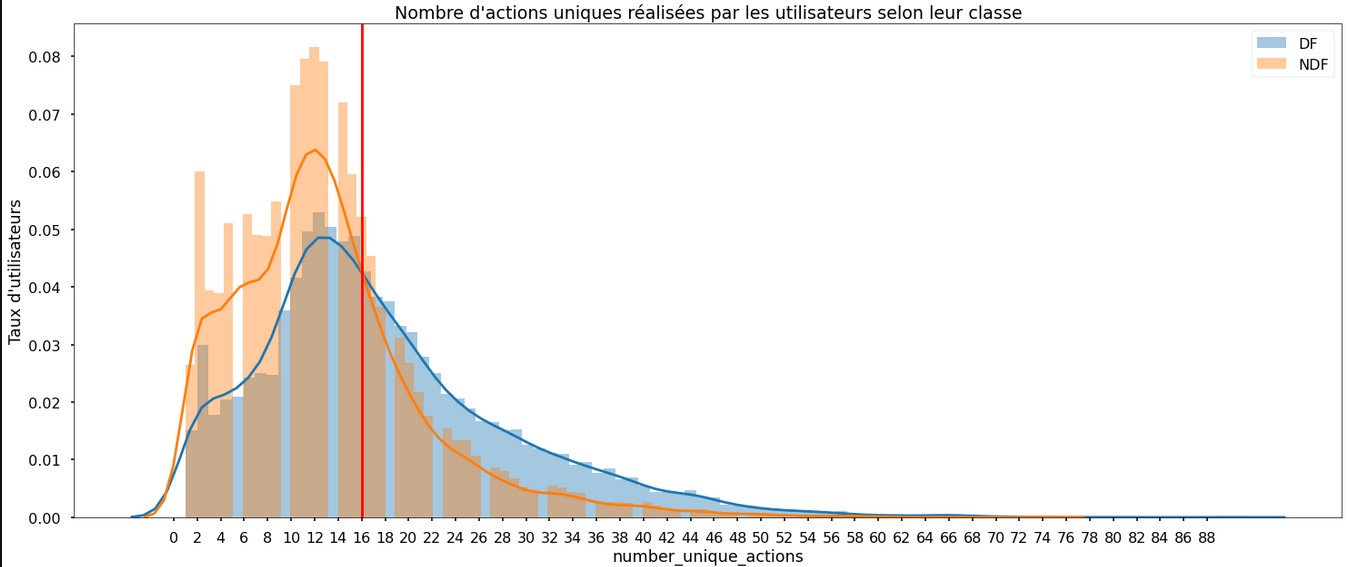 Nombre d'actions uniques réalisées par les utilisateurs selon leur classe
DF
NDF
Taux d'utilisateurs
0.08
0.07
0.06
0.05
0.04
0.03
0.02
0.01
0.00
0 2 4 6 8 10 12 14 16 18 20 22 24 26 28 30 32 34 36 38 40 42 44 46 48 50 52 54 56 58 60 62 64 66 68 70 72 74 76 78 80 82 84 86 88
number_unique_actions